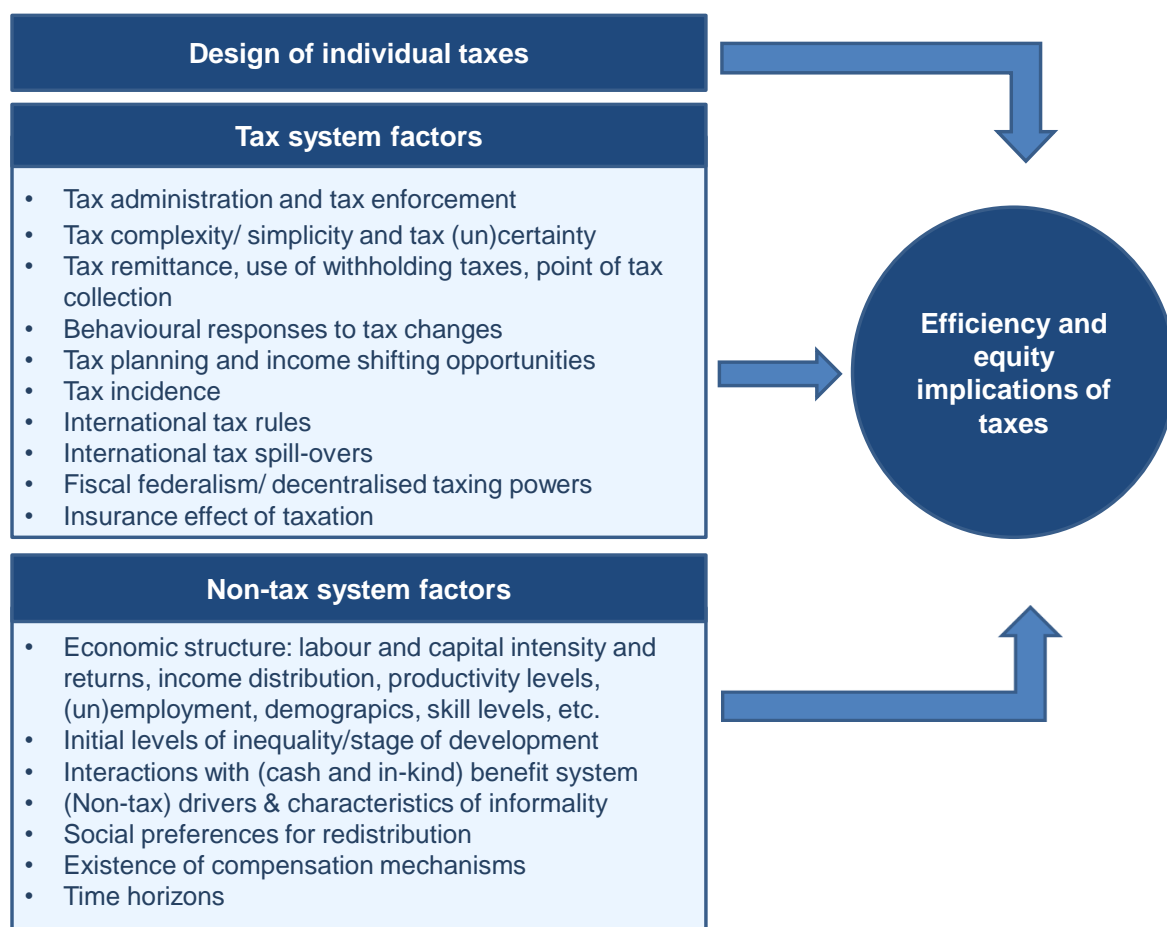 Design of individual taxes
Tax system factors
• Tax administration and tax enforcement
• Tax complexity/ simplicity and tax (un)certainty
• Tax remittance, use of withholding taxes, point of tax
collection
• Behavioural responses to tax changes
• Tax planning and income shifting opportunities
• Tax incidence
• International tax rules
• International tax spill-overs
• Fiscal federalism/ decentralised taxing powers
• Insurance effect of taxation
Non-tax system factors
• Economic structure: labour and capital intensity and
returns, income distribution, productivity levels,
(un)employment, demograpics, skill levels, etc.
• Initial levels of inequality/stage of development
• Interactions with (cash and in-kind) benefit system
• (Non-tax) drivers & characteristics of informality
• Social preferences for redistribution
• Existence of compensation mechanisms
• Time horizons
Efficiency and
equity
implications of
taxes